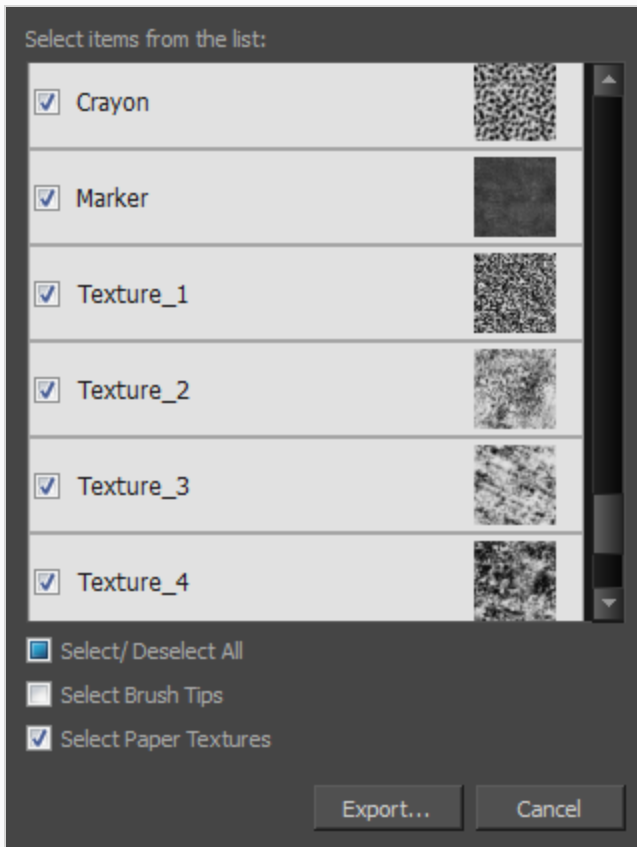 Select items from the list:
Crayon
Marker
Texture_1
Texture_2
Texture_3
Texture_4
Select/ Deselect All
Select Brush Tips
Select Paper Textures
Export... Cancel